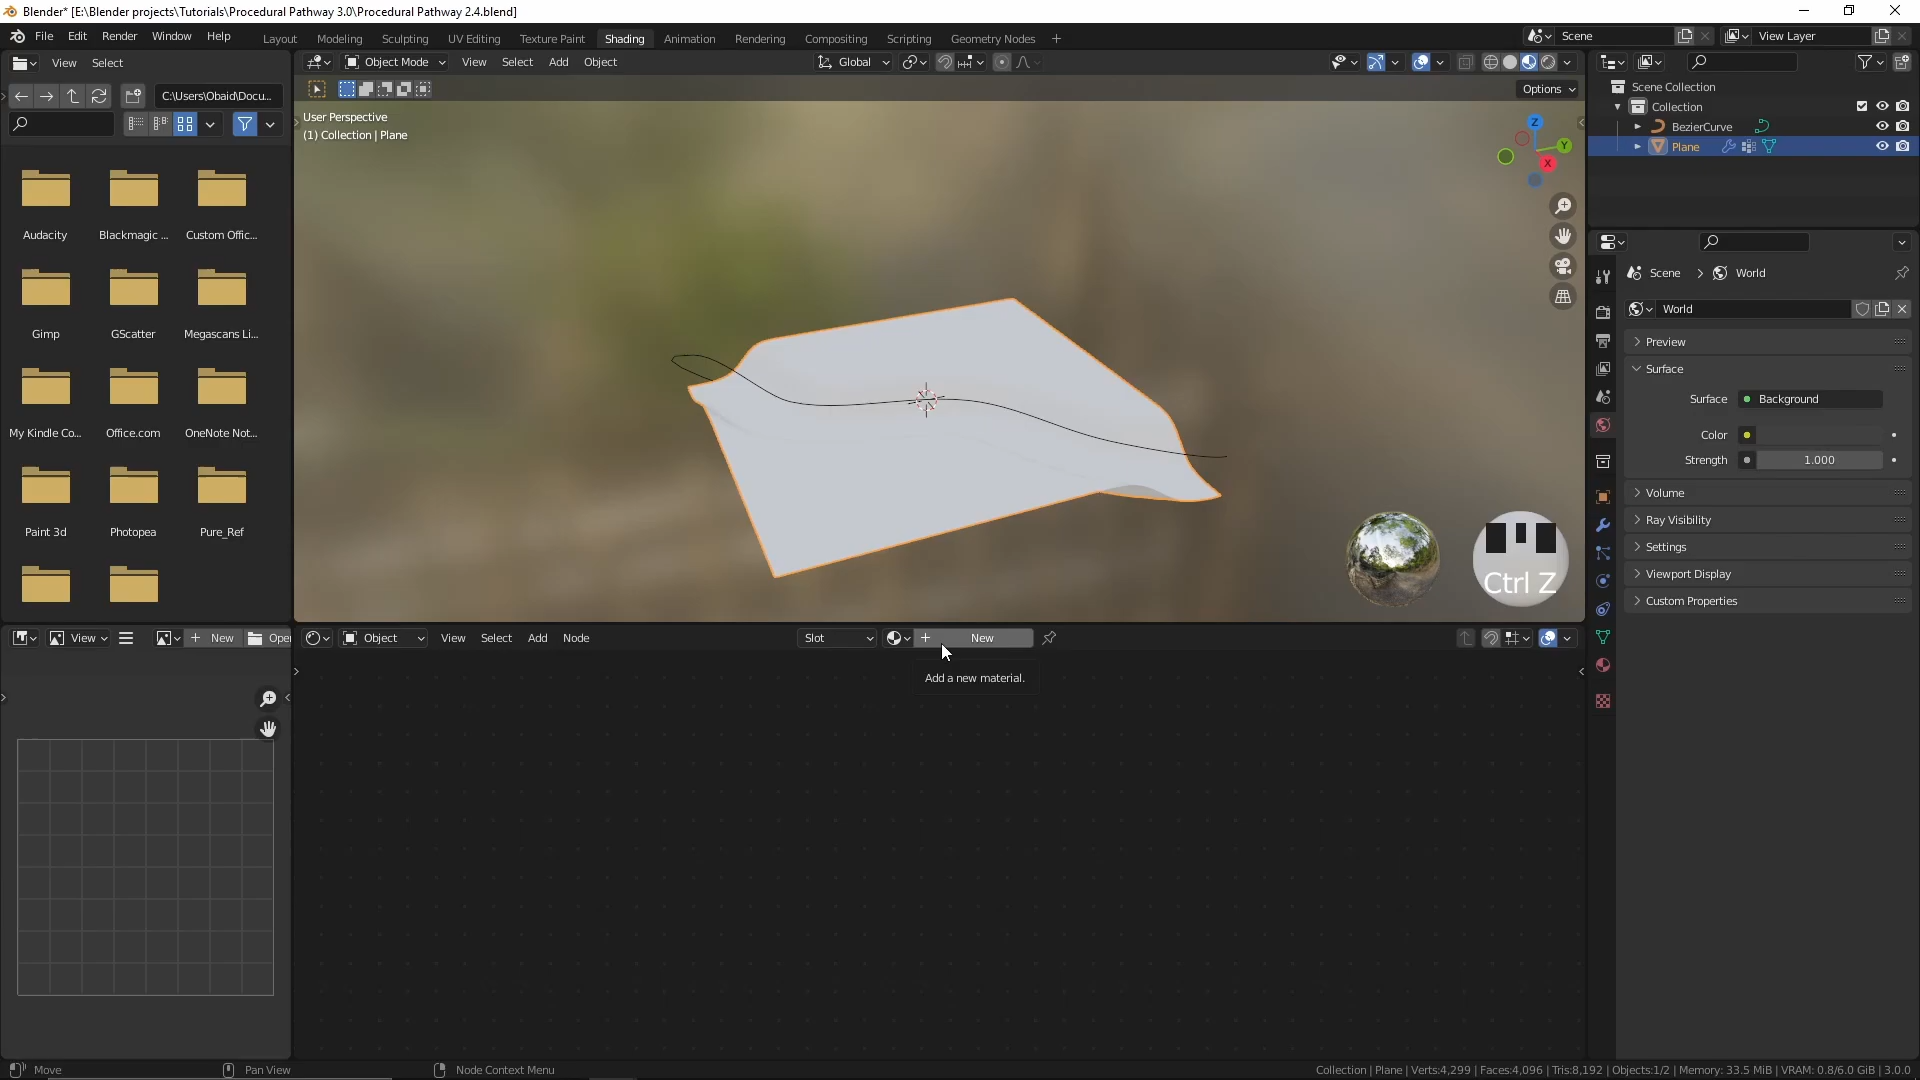 Blender* [E:\Blender projects\Tutorials\Procedural Pathway 3.0\Procedural Pathway 2.4.blend]
File Edit Render Window Help
Layout Modeling Sculpting UV Editing Texture Paint Shading Animation Rendering Compositing Scripting Geometry Nodes +
Scene
View Layer
View Select
Object Mode View Select Add Object
Global
C:\Users\Obaid\Docu...
Options
User Perspective
(1) Collection | Plane
Z
Y
X
Audacity Blackmagic ... Custom Offic...
Gimp GScatter Megascans Li...
My Kindle Co... Office.com OneNote Not...
Paint 3d Photopea Pure_Ref
Ctrl Z
Scene Collection
Collection
BezierCurve
Plane
Scene > World
World
Preview
Surface
Surface Background
Color
Strength 1.000
Volume
Ray Visibility
Settings
Viewport Display
Custom Properties
View + New Ope
Object View Select Add Node
Slot
+ New
Add a new material.
Move
Pan View
Node Context Menu
Collection | Plane | Verts:4,299 | Faces:4,096 | Tris:8,192 | Objects:1/2 | Memory: 33.5 MiB | VRAM: 0.8/6.0 GiB | 3.0.0